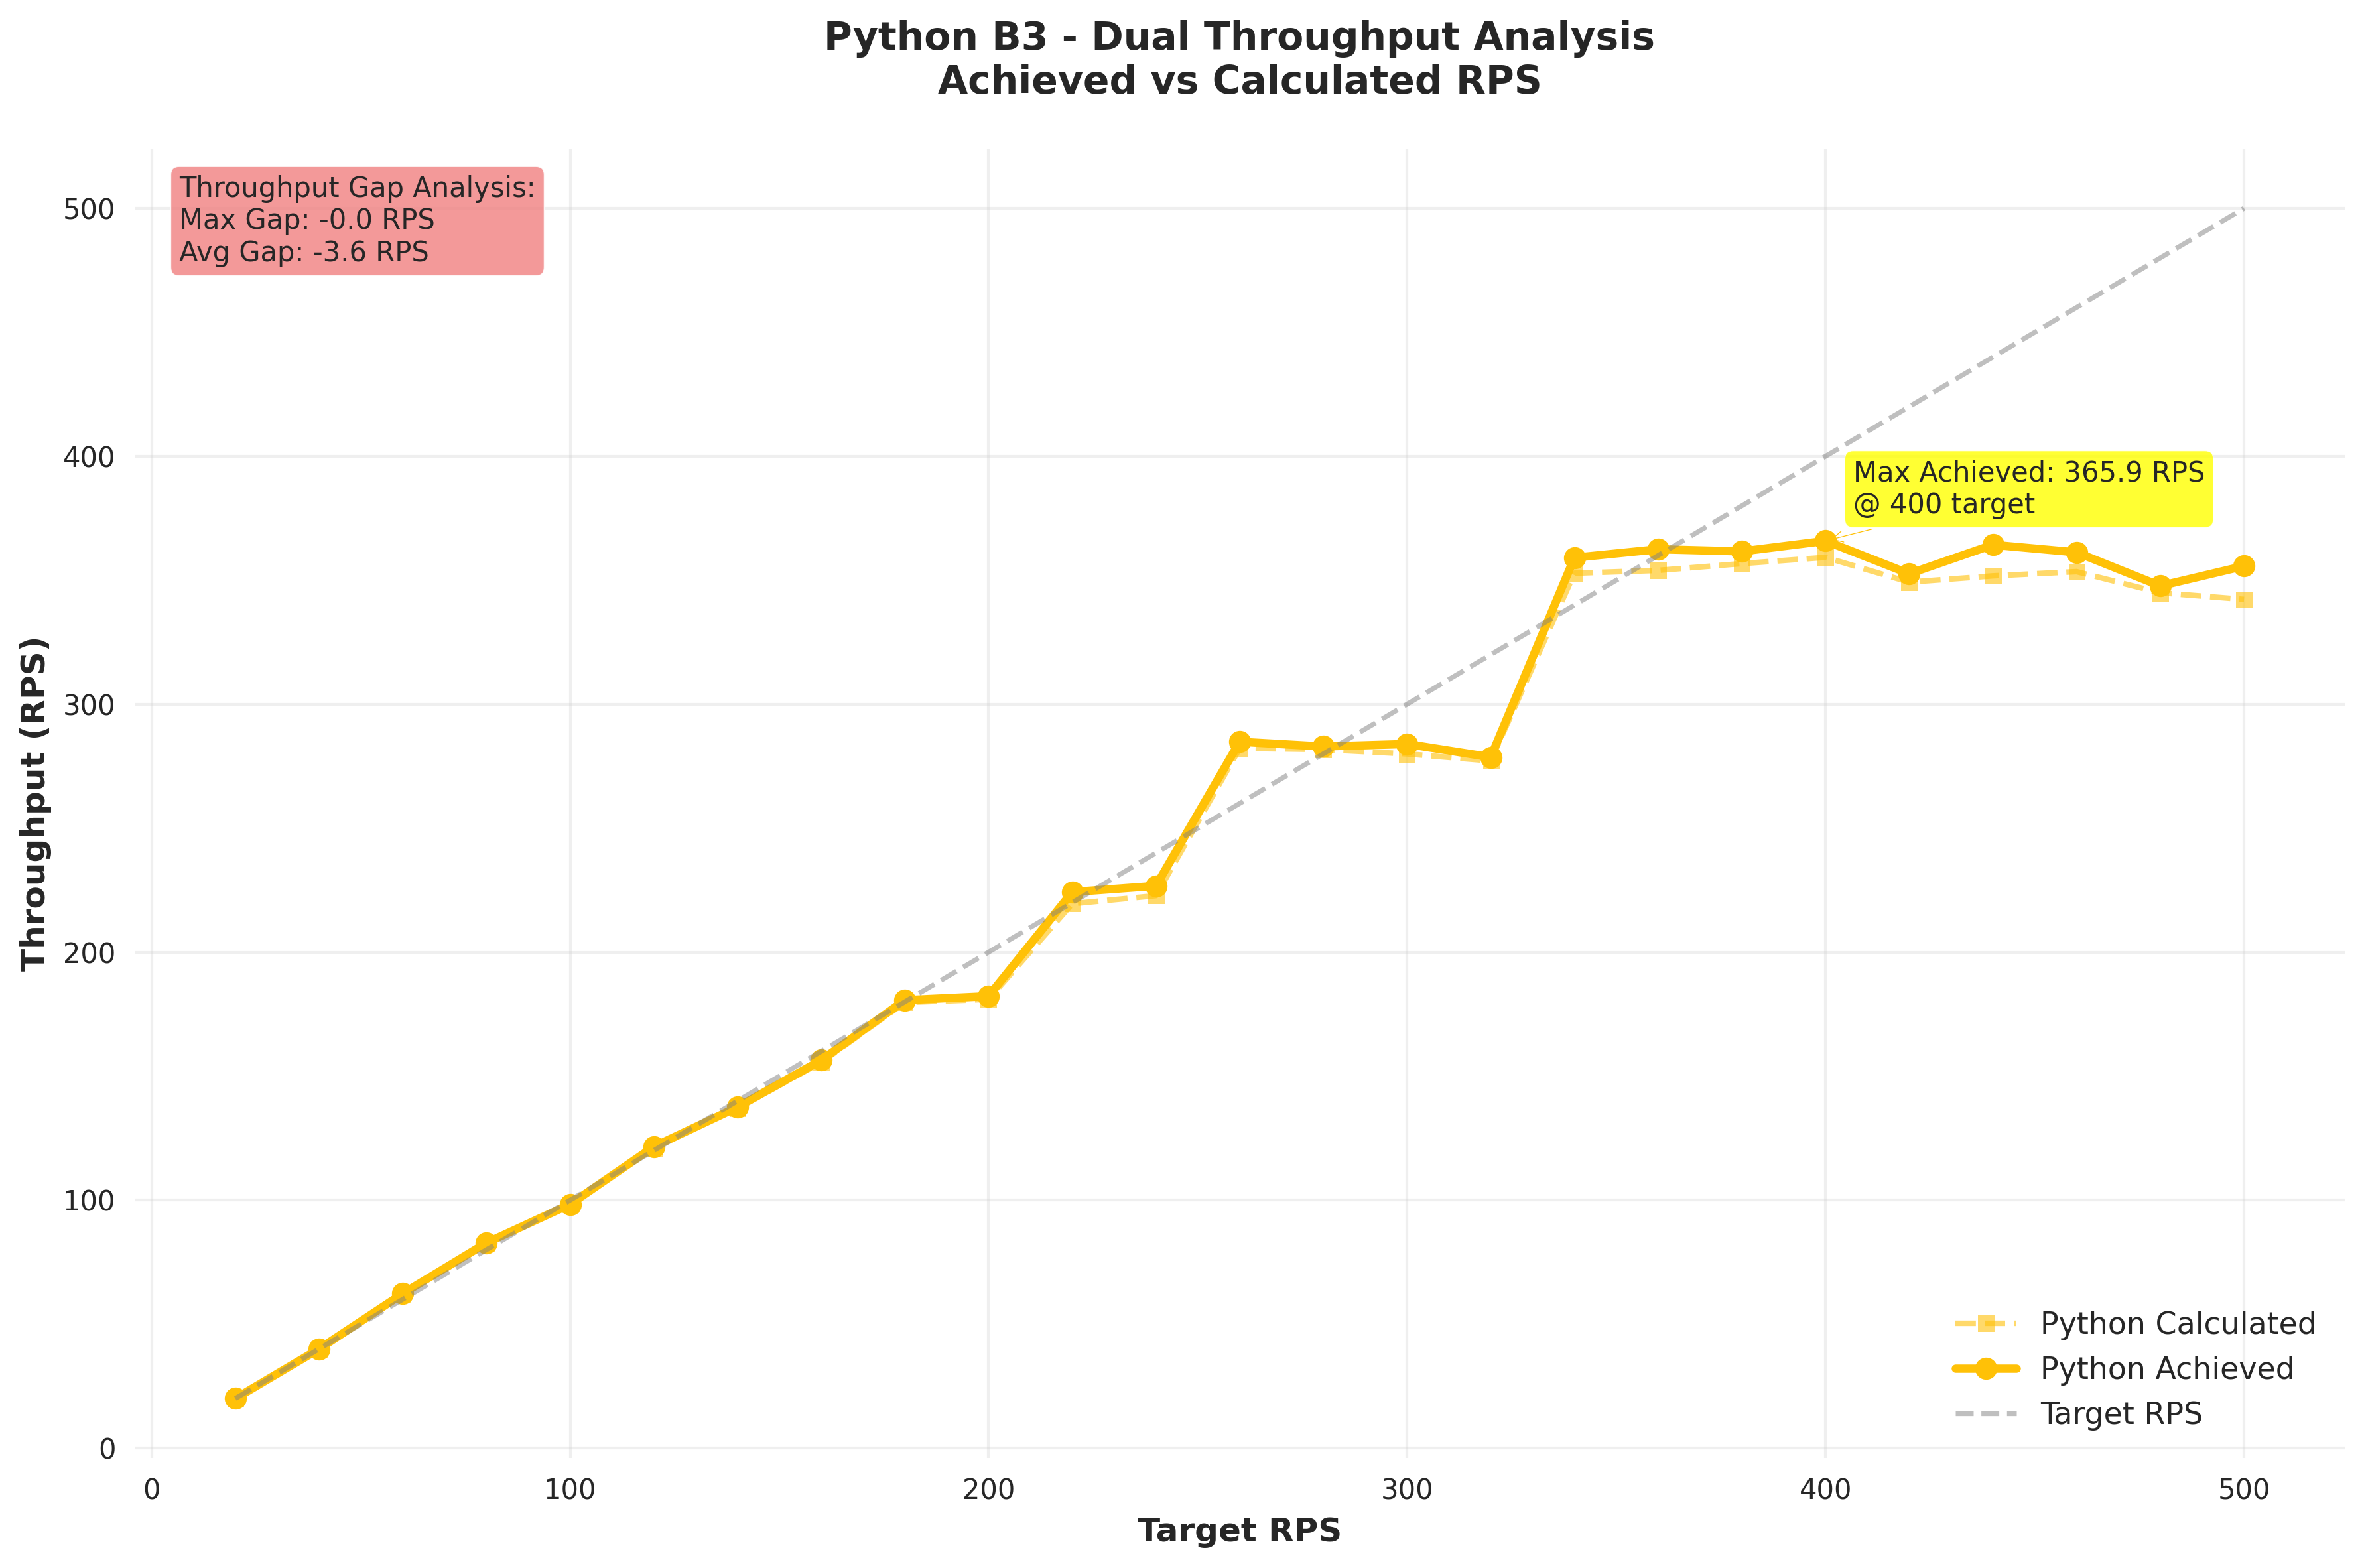 Python B3 - Dual Throughput Analysis
Achieved vs Calculated RPS
Throughput Gap Analysis:
Max Gap: -0.0 RPS
Avg Gap: -3.6 RPS
Max Achieved: 365.9 RPS
@ 400 target
Throughput (RPS)
500
400
300
200
100
0
Python Calculated
Python Achieved
Target RPS
0 100 200 300 400 500
Target RPS